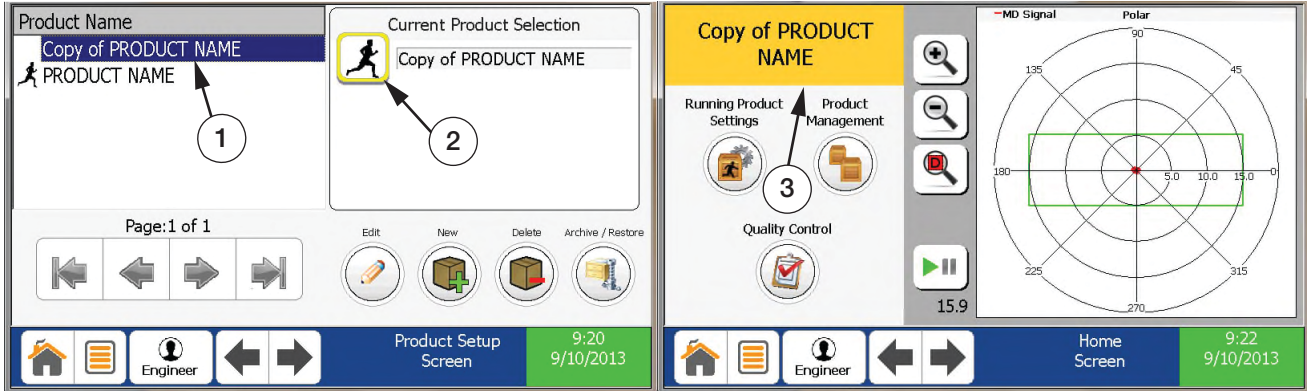 Product Name
Copy of PRODUCT NAME
PRODUCT NAME
1
Current Product Selection
Copy of PRODUCT NAME
2
Page:1 of 1
Edit
New
Delete
Archive / Restore
Engineer
Product Setup
Screen
9:20
9/10/2013
Copy of PRODUCT
NAME
Running Product
Settings
Product
Management
3
Quality Control
D
15.9
MD Signal
Polar
90
135
45
180
5.0
10.0
15.0
0
225
315
270
Engineer
Home
Screen
9:22
9/10/2013